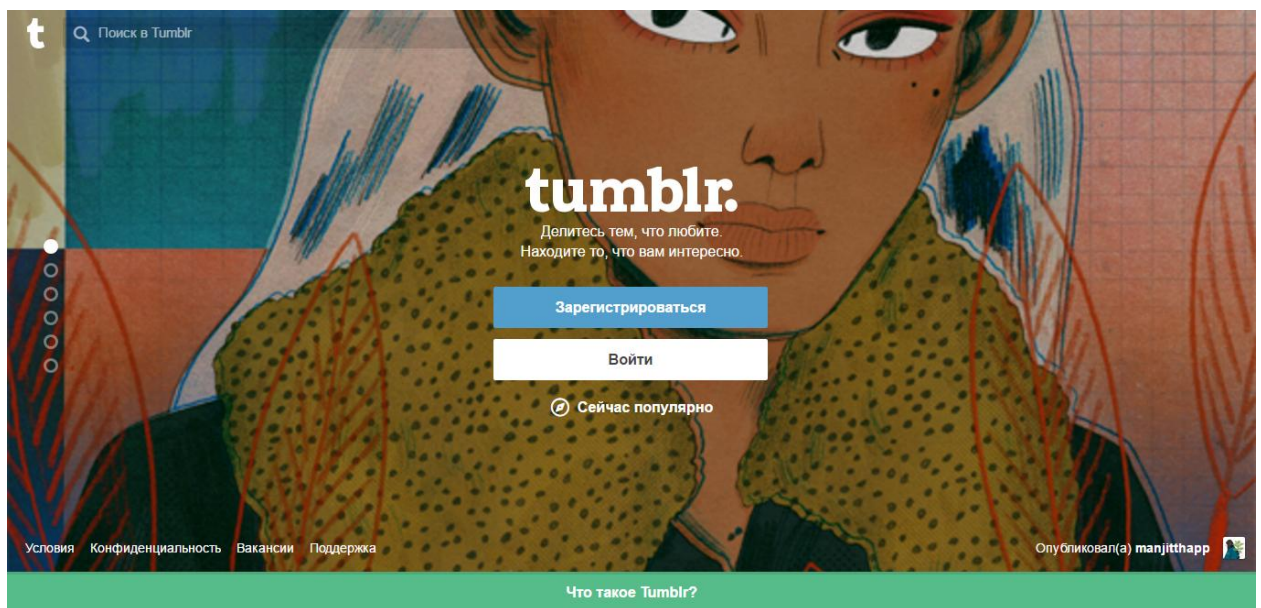 t
Поиск в Tumblr
tumblr.
Делитесь тем, что любите.
Находите то, что вам интересно.
Зарегистрироваться
Войти
Сейчас популярно
Условия Конфиденциальность Вакансии Поддержка
Опубликовал(а) manjitthapp
Что такое Tumblr?